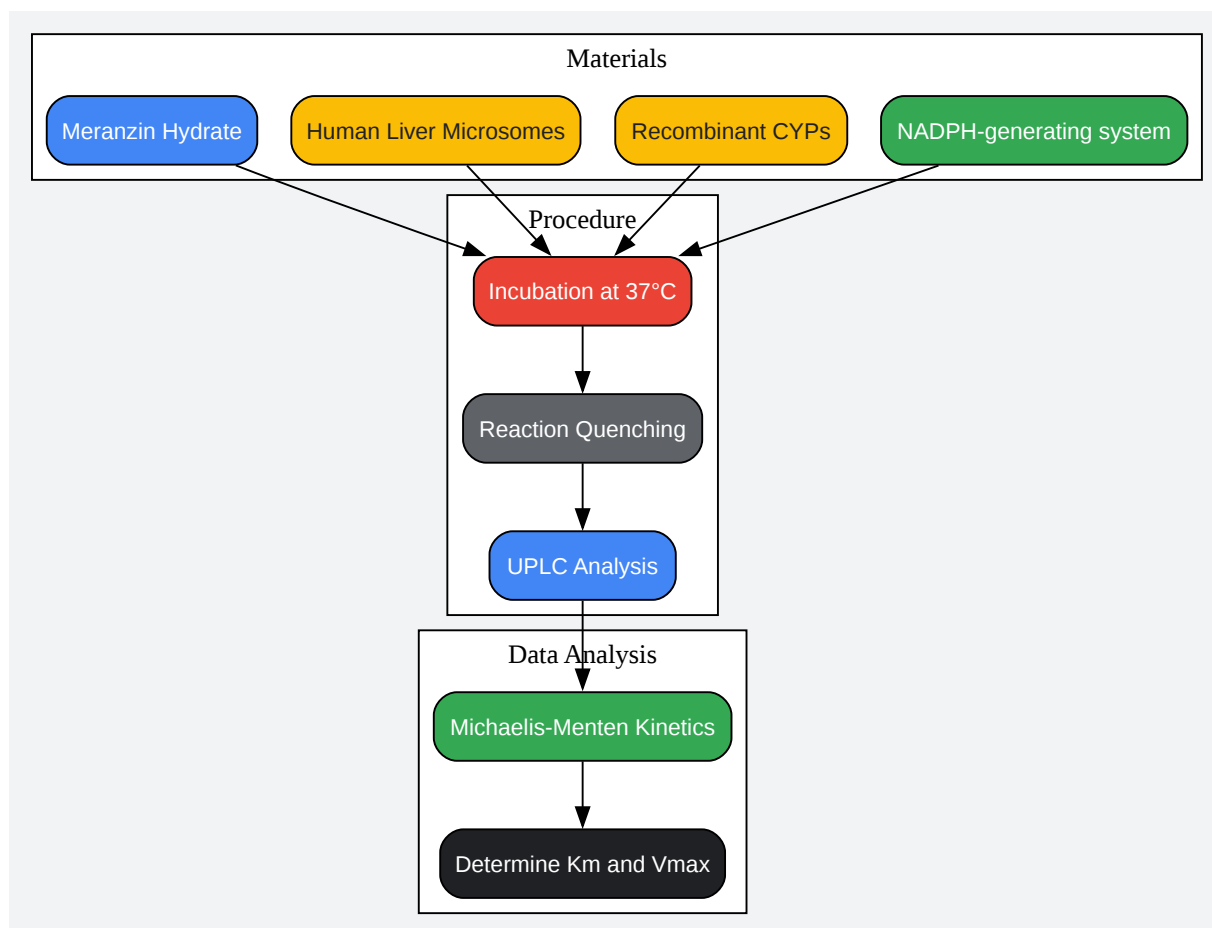 Materials
Meranzin Hydrate
Human Liver Microsomes
Recombinant CYPs
NADPH-generating system
Procedure
Incubation at 37°C
Reaction Quenching
UPLC Analysis
Data Analysis
Michaelis-Menten Kinetics
Determine Km and Vmax